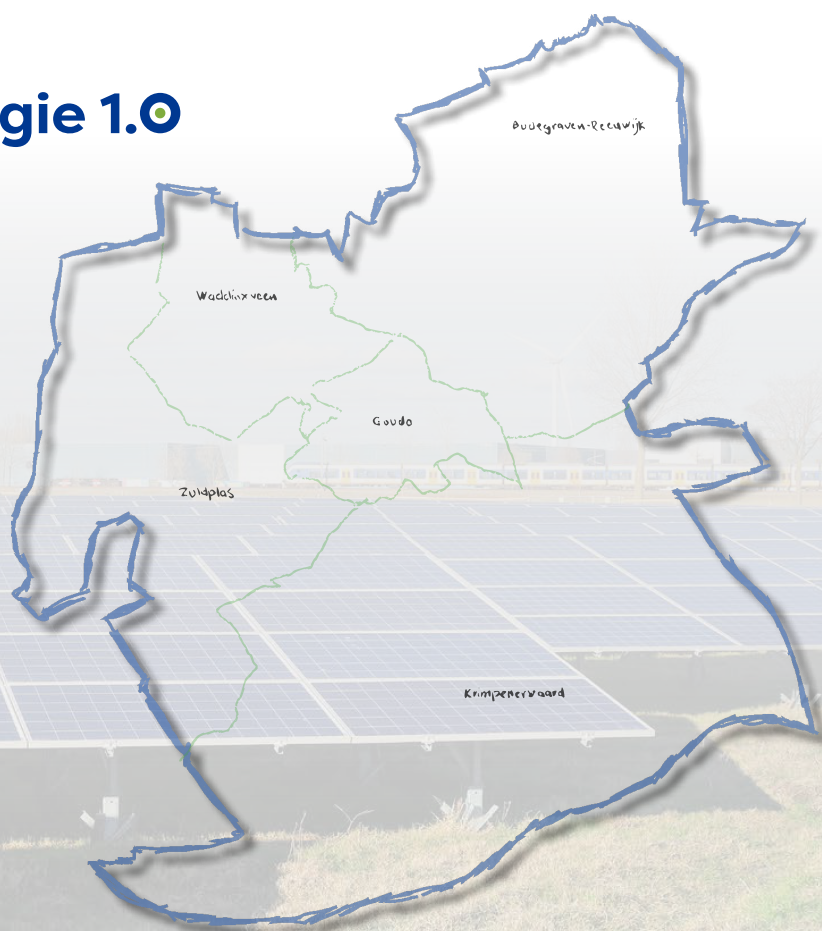 gie 1.0
Bodegraven-Reeuwijk
Waddinxveen
Gouda
Zuidplas
Krimpenerwaard